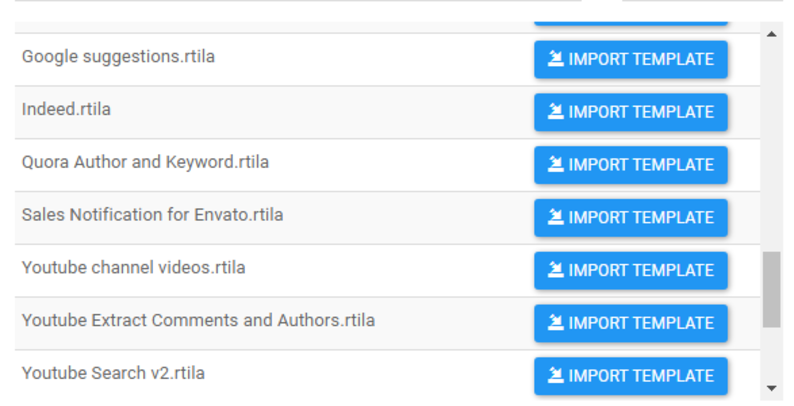 Google suggestions.rtila IMPORT TEMPLATE
Indeed.rtila IMPORT TEMPLATE
Quora Author and Keyword.rtila IMPORT TEMPLATE
Sales Notification for Envato.rtila IMPORT TEMPLATE
Youtube channel videos.rtila IMPORT TEMPLATE
Youtube Extract Comments and Authors.rtila IMPORT TEMPLATE
Youtube Search v2.rtila IMPORT TEMPLATE